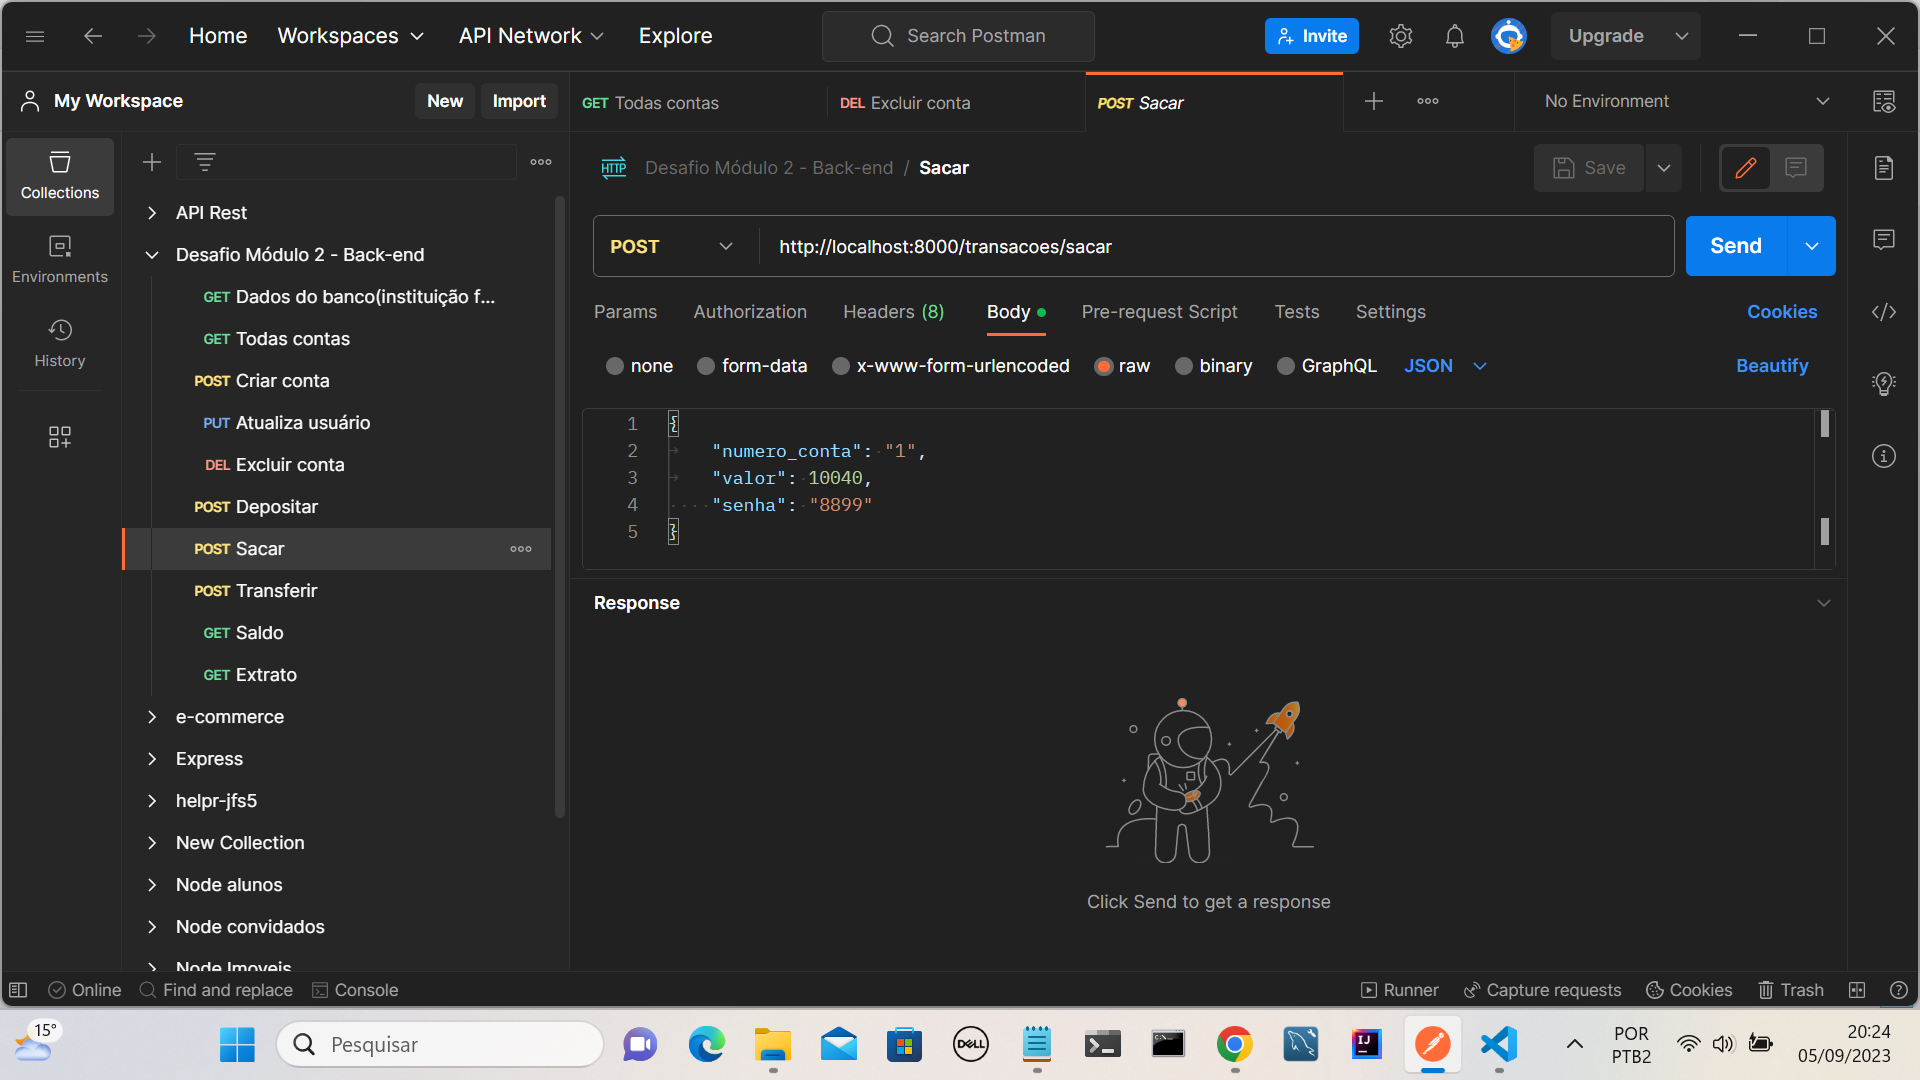 Home
Workspaces
API Network
Explore
Search Postman
Invite
Upgrade
My Workspace
New
Import
GET Todas contas
DEL Excluir conta
POST Sacar
No Environment
Collections
Environments
History
API Rest
Desafio Módulo 2 - Back-end
GET Dados do banco(instituição f...
GET Todas contas
POST Criar conta
PUT Atualiza usuário
DEL Excluir conta
POST Depositar
POST Sacar
POST Transferir
GET Saldo
GET Extrato
e-commerce
Express
helpr-jfs5
New Collection
Node alunos
Node convidados
Node Imoveis
HTTP
Desafio Módulo 2 - Back-end / Sacar
Save
POST
http://localhost:8000/transacoes/sacar
Send
Params
Authorization
Headers (8)
Body
Pre-request Script
Tests
Settings
Cookies
none
form-data
x-www-form-urlencoded
raw
binary
GraphQL
JSON
Beautify
1 {
2 "numero_conta": "1",
3 "valor": 10040,
4 "senha": "8899"
5 }
Response
Click Send to get a response
Online
Find and replace
Console
Runner
Capture requests
Cookies
Trash
15°
Pesquisar
DELL
IJ
POR
PTB2
20:24
05/09/2023